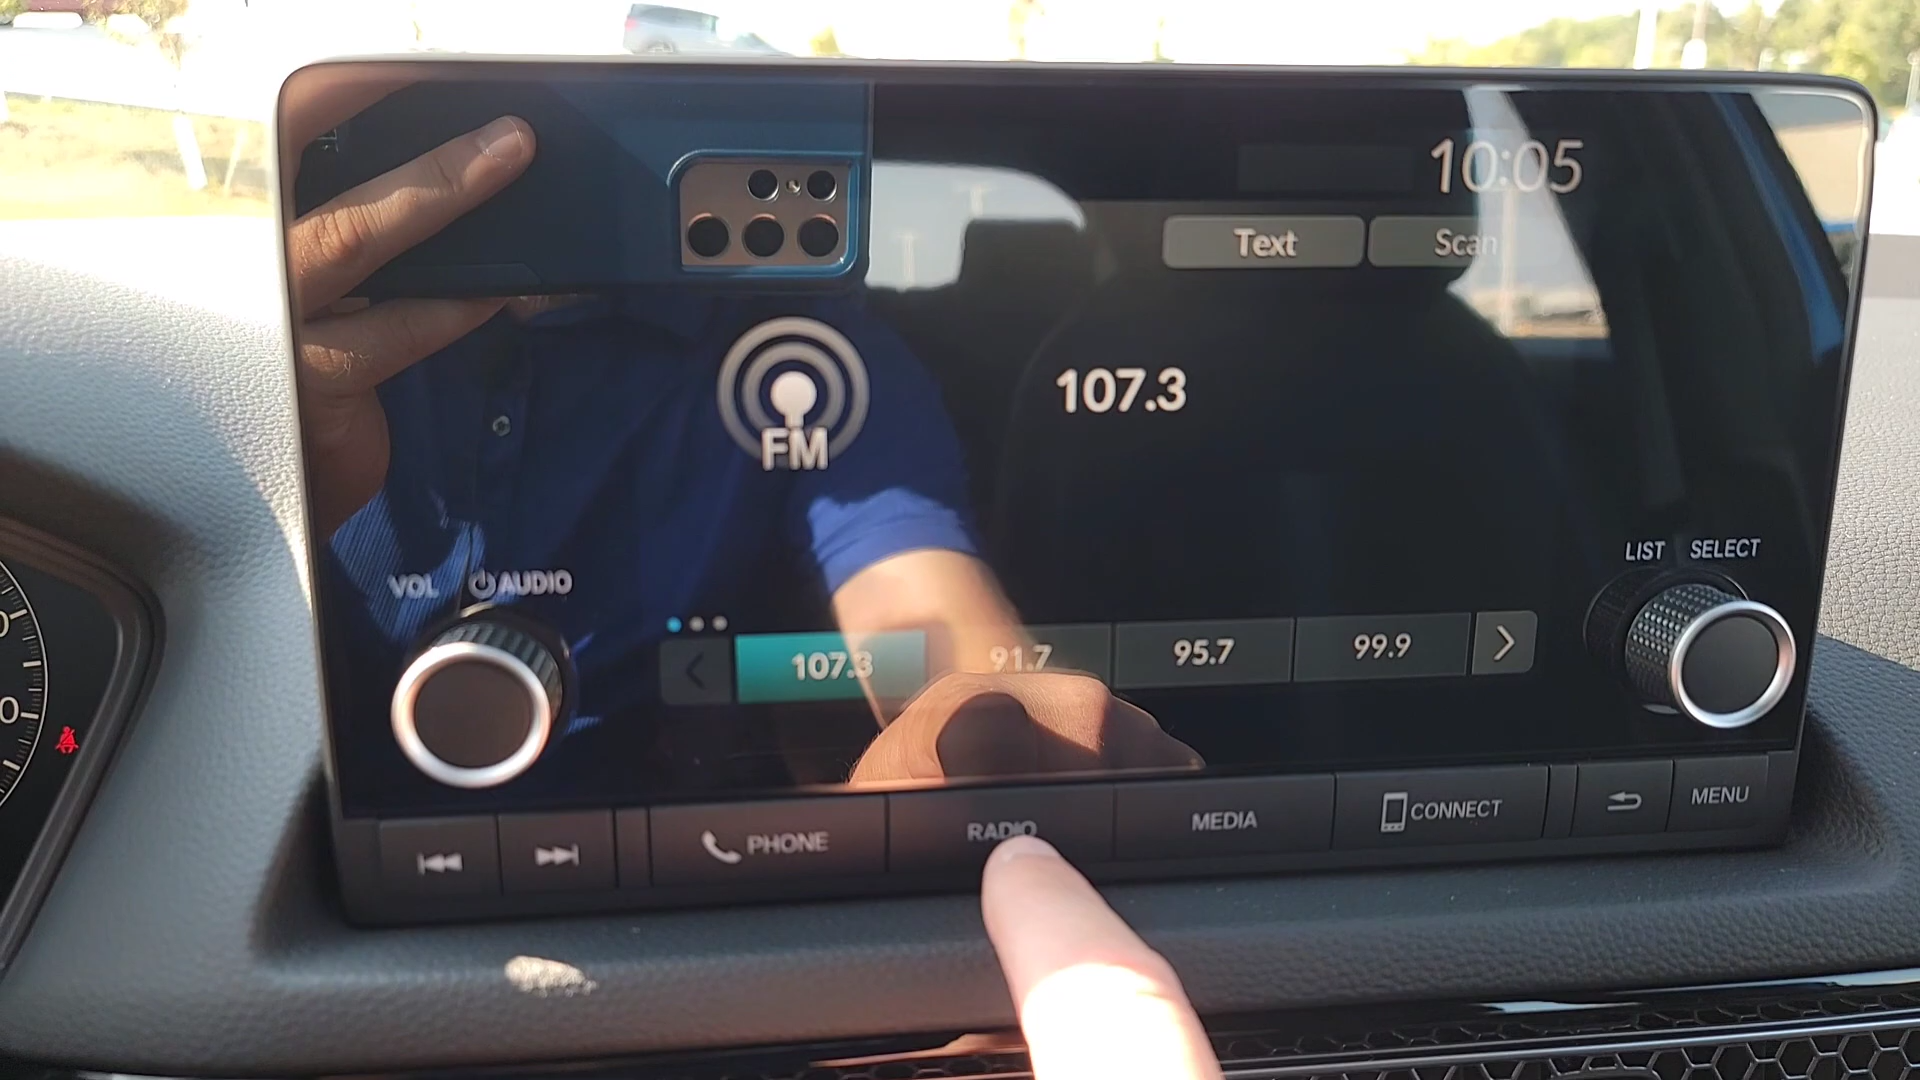 10:05
Text Scan
107.3
FM
LIST SELECT
VOL AUDIO
107.3 91.7 95.7 99.9
PHONE RADIO MEDIA CONNECT MENU